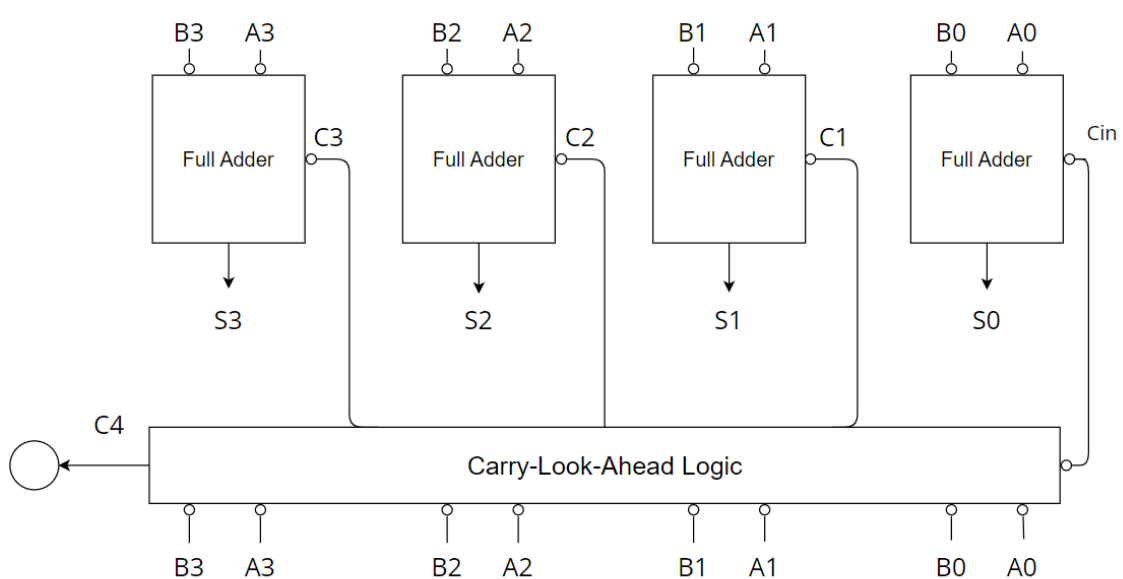 B3 A3 B2 A2 B1 A1 B0 A0
C3 C2 C1 Cin
Full Adder Full Adder Full Adder Full Adder
S3 S2 S1 S0
C4
Carry-Look-Ahead Logic
B3 A3 B2 A2 B1 A1 B0 A0